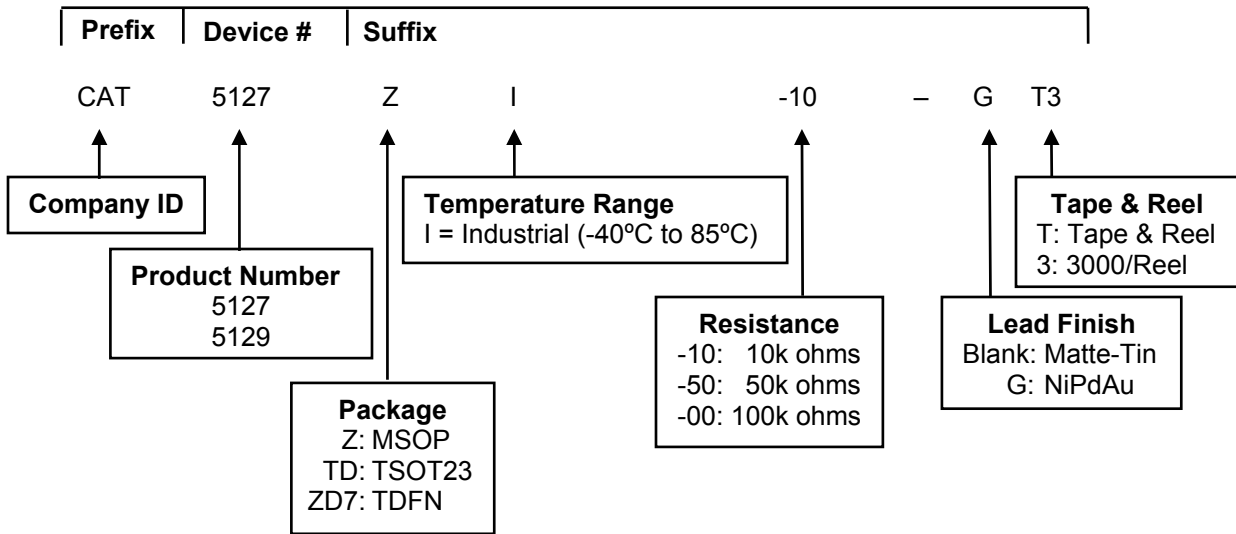 Prefix Device # Suffix
CAT 5127 Z I -10 – G T3
Company ID
Temperature Range
I = Industrial (-40ºC to 85ºC)
Tape & Reel
T: Tape & Reel
3: 3000/Reel
Product Number
5127
5129
Resistance
-10: 10k ohms
-50: 50k ohms
-00: 100k ohms
Lead Finish
Blank: Matte-Tin
G: NiPdAu
Package
Z: MSOP
TD: TSOT23
ZD7: TDFN